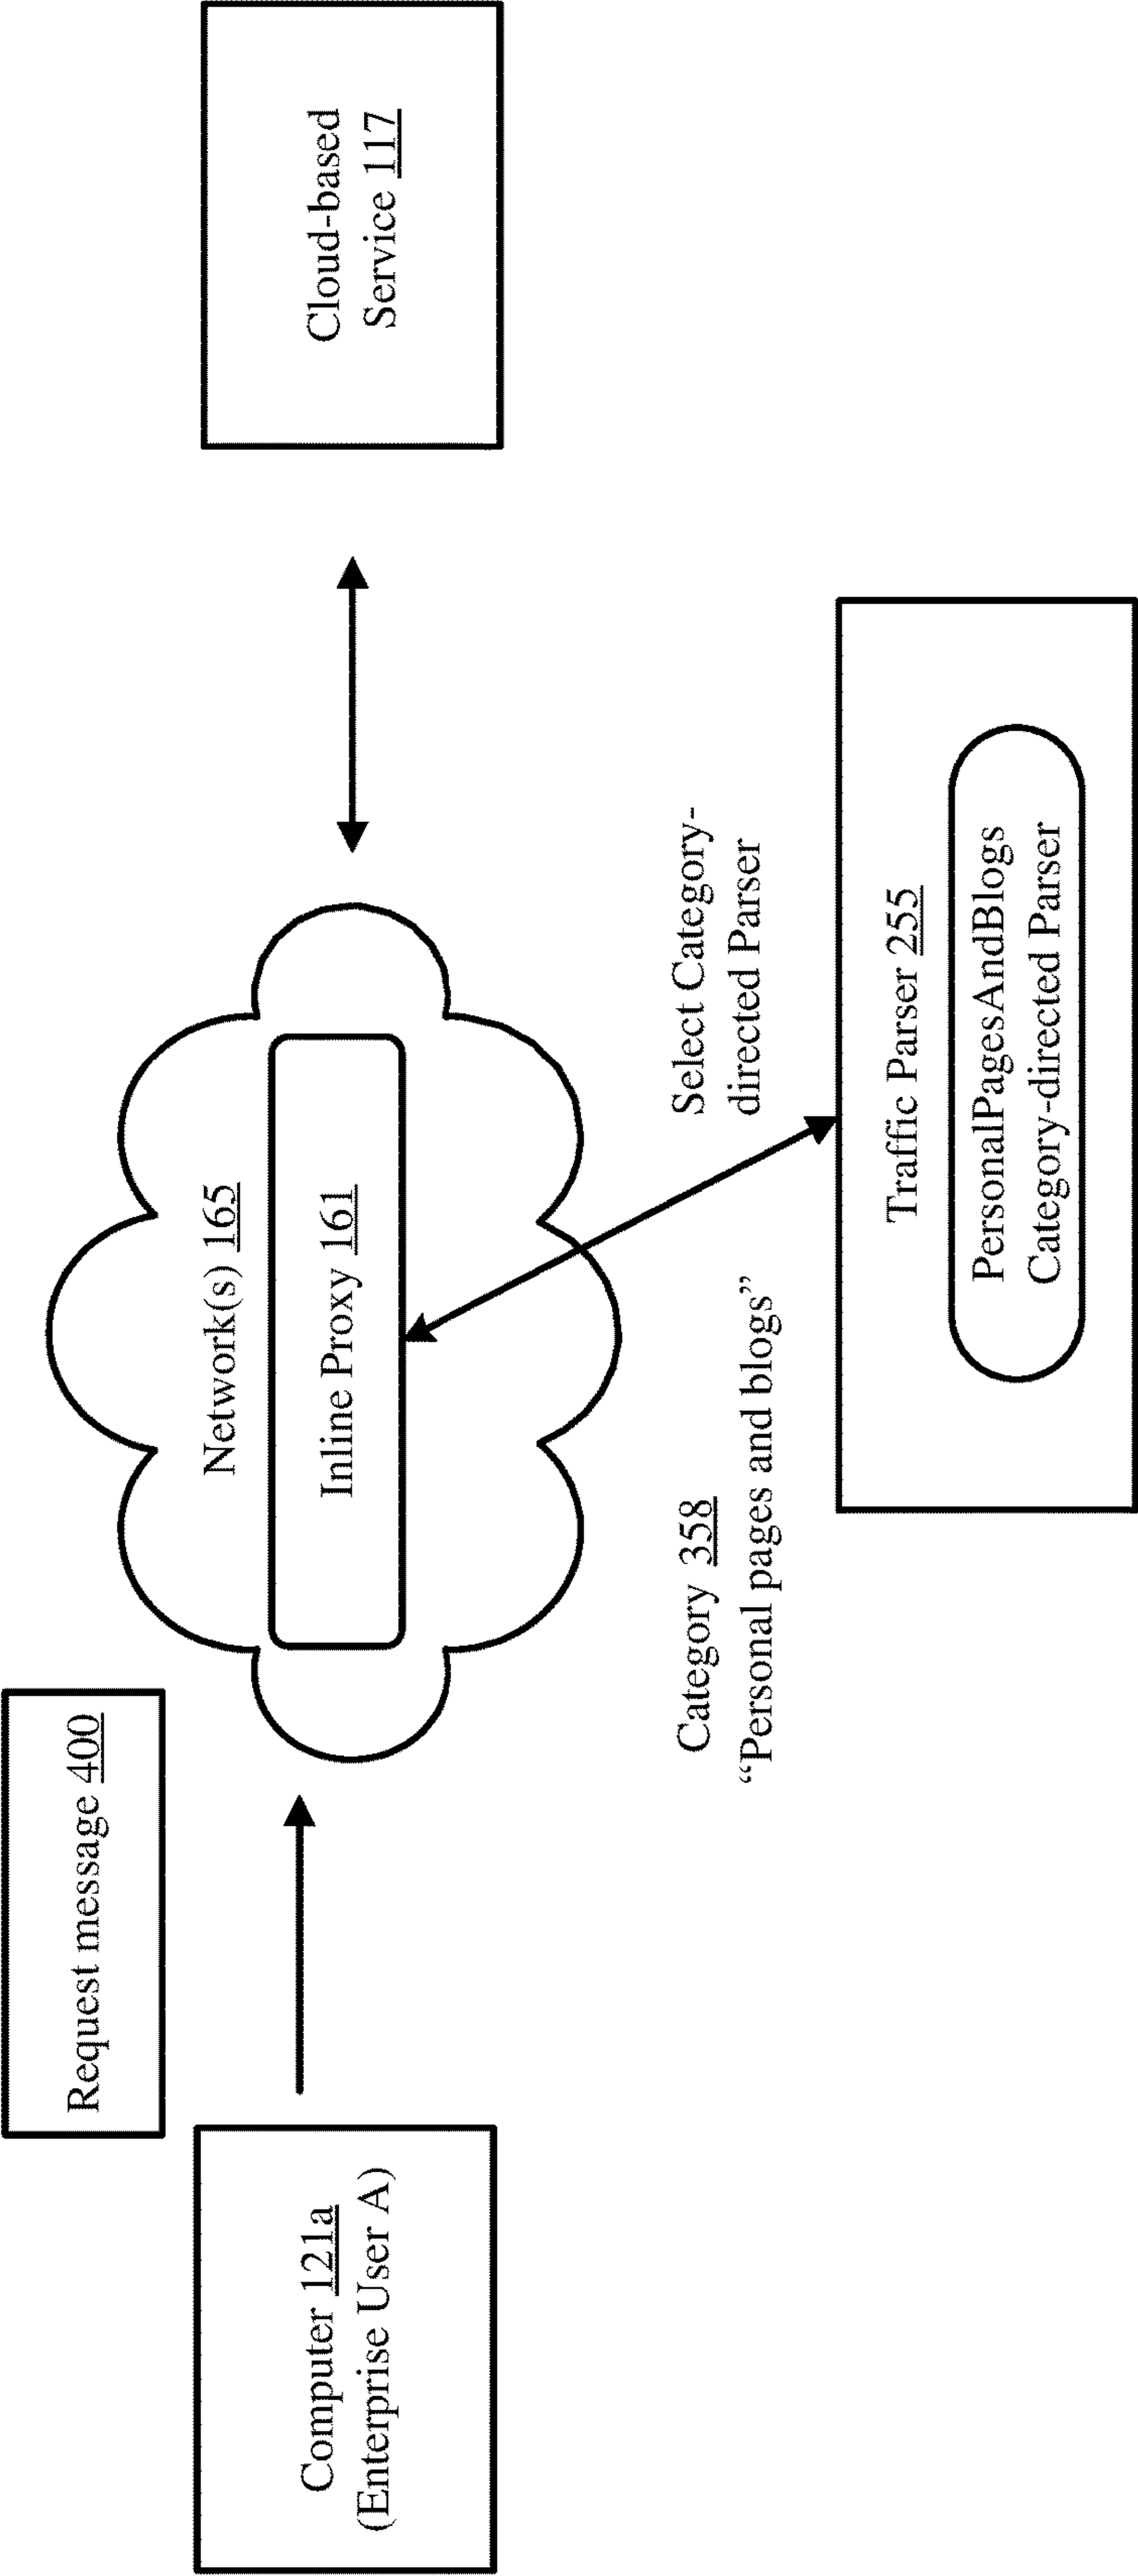 Request message 400
Computer 121a
(Enterprise User A)
Network(s) 165
Inline Proxy 161
Cloud-based
Service 117
Category 358
“Personal pages and blogs”
Select Category-
directed Parser
Traffic Parser 255
PersonalPagesAndBlogs
Category-directed Parser